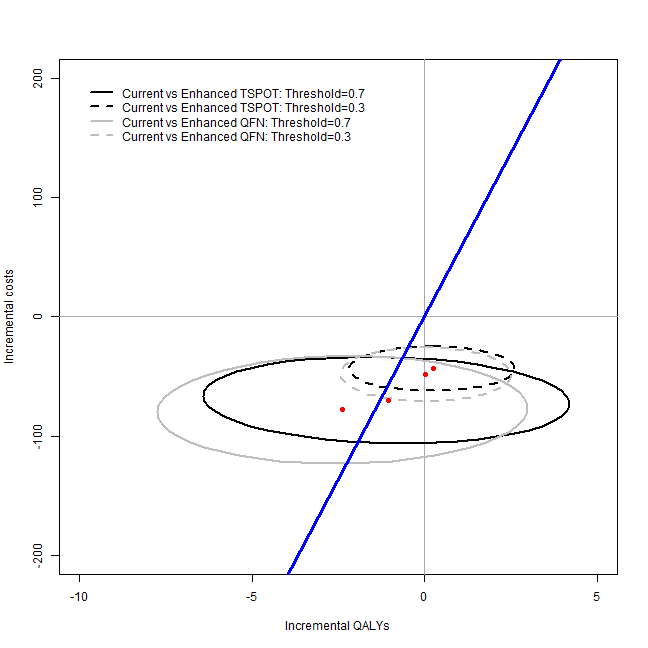 Current vs Enhanced TSPOT: Threshold=0.7
Current vs Enhanced TSPOT: Threshold=0.3
Current vs Enhanced QFN: Threshold=0.7
Current vs Enhanced QFN: Threshold=0.3
200
100
0
-100
-200
Incremental costs
-10
-5
0
5
Incremental QALYs